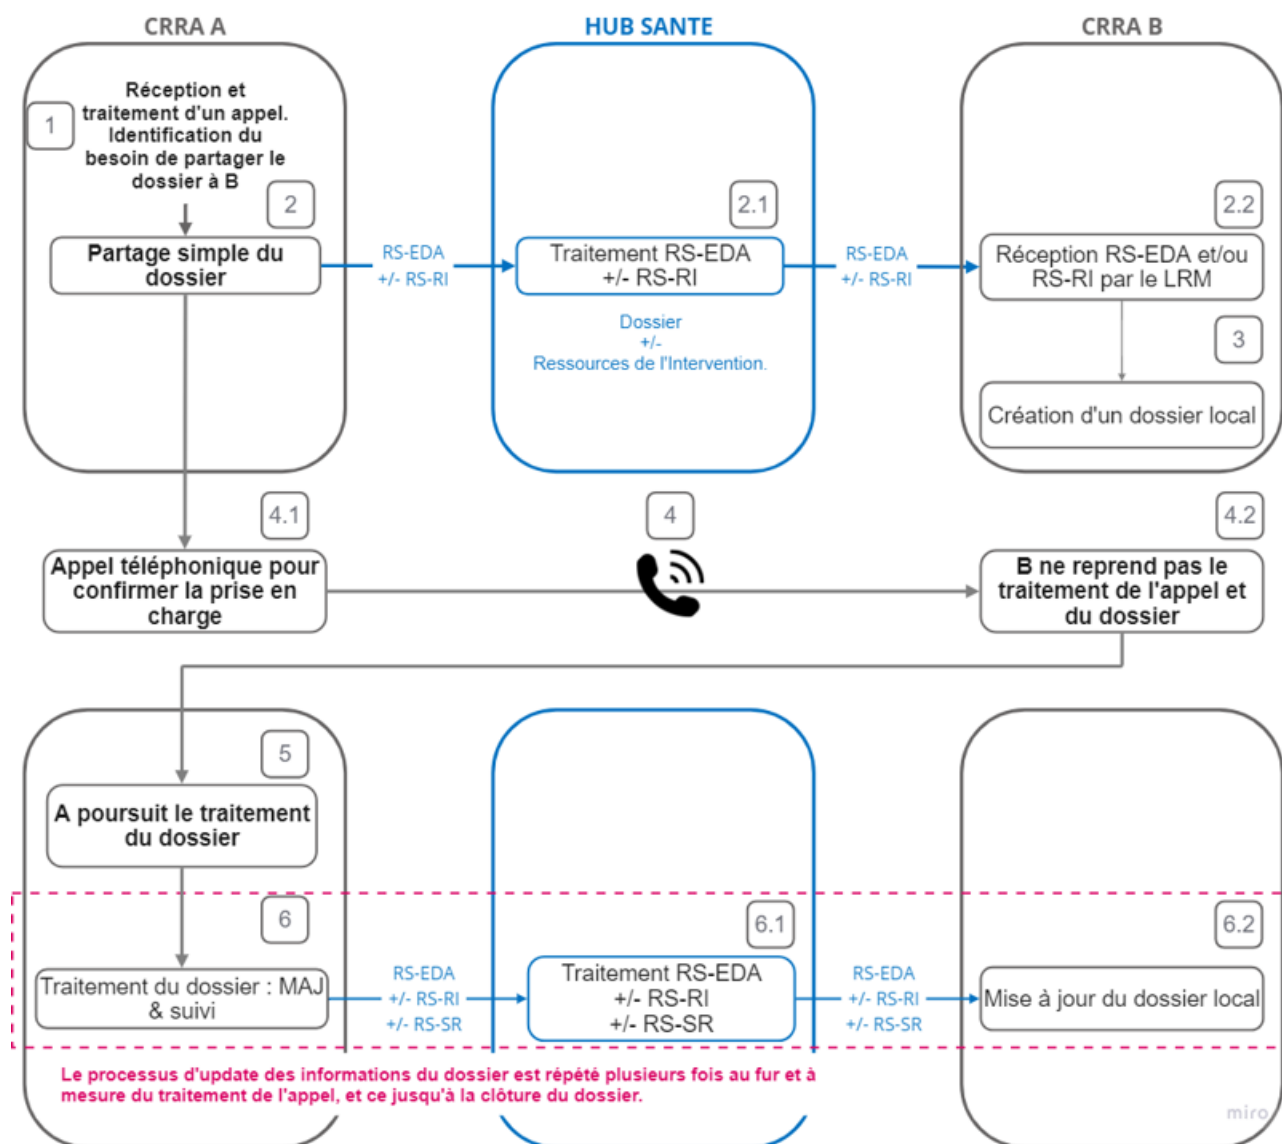 CRRA A
HUB SANTE
CRRA B
1
Réception et
traitement d'un appel.
Identification du
besoin de partager le
dossier à B
2
Partage simple du
dossier
RS-EDA
+/- RS-RI
2.1
Traitement RS-EDA
+/- RS-RI
Dossier
+/-
Ressources de l'Intervention.
RS-EDA
+/- RS-RI
2.2
Réception RS-EDA et/ou
RS-RI par le LRM
3
Création d'un dossier local
4.1
Appel téléphonique pour
confirmer la prise en
charge
4
4.2
B ne reprend pas le
traitement de l'appel et
du dossier
5
A poursuit le traitement
du dossier
6
Traitement du dossier : MAJ
& suivi
RS-EDA
+/- RS-RI
+/- RS-SR
6.1
Traitement RS-EDA
+/- RS-RI
+/- RS-SR
RS-EDA
+/- RS-RI
+/- RS-SR
6.2
Mise à jour du dossier local
Le processus d'update des informations du dossier est répété plusieurs fois au fur et à
mesure du traitement de l'appel, et ce jusqu'à la clôture du dossier.
miro